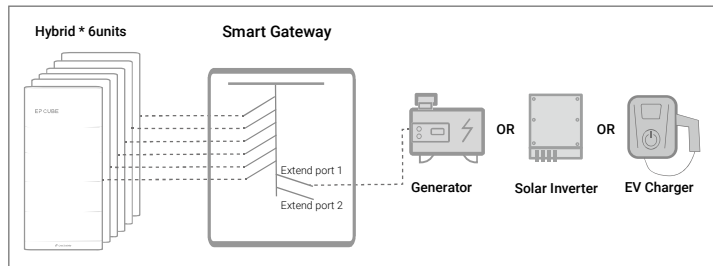 Hybrid * 6units
Smart Gateway
EP CUBE
Extend port 1
Extend port 2
OR
OR
Generator
Solar Inverter
EV Charger